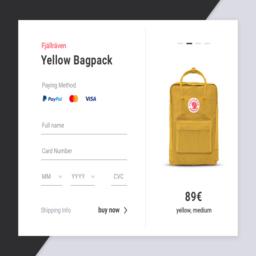 Fjällräven
Yellow Bagpack
Paying Method
PayPal VISA
Full name
Card Number
MM YYYY CVC
Shipping Info buy now
89€
yellow, medium